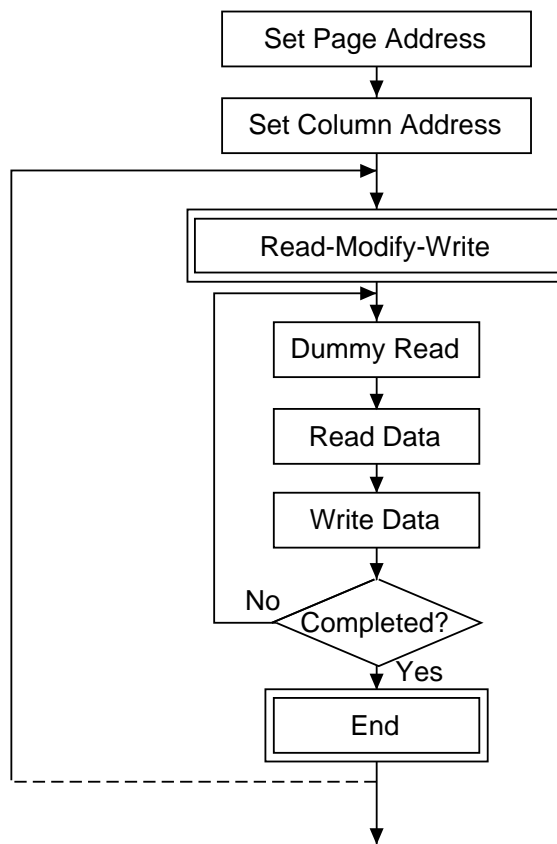 Set Page Address
Set Column Address
Read-Modify-Write
Dummy Read
Read Data
Write Data
No
Completed?
Yes
End